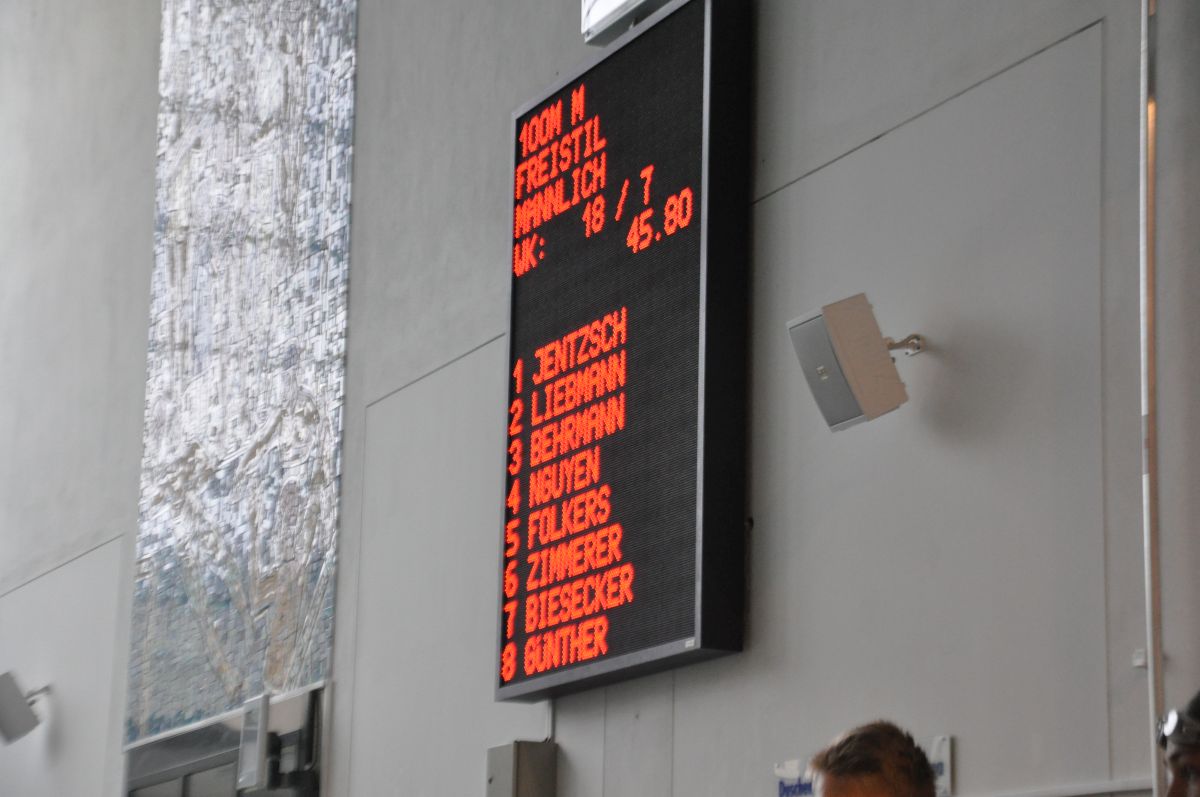 100M M
FREISTIL
MÄNNLICH
WK: 18 / 7
45.80
1 JENTZSCH
2 LIEBMANN
3 BEHRMANN
4 NGUYEN
5 FOLKERS
6 ZIMMERER
7 BIESECKER
8 GÜNTHER
Duschen